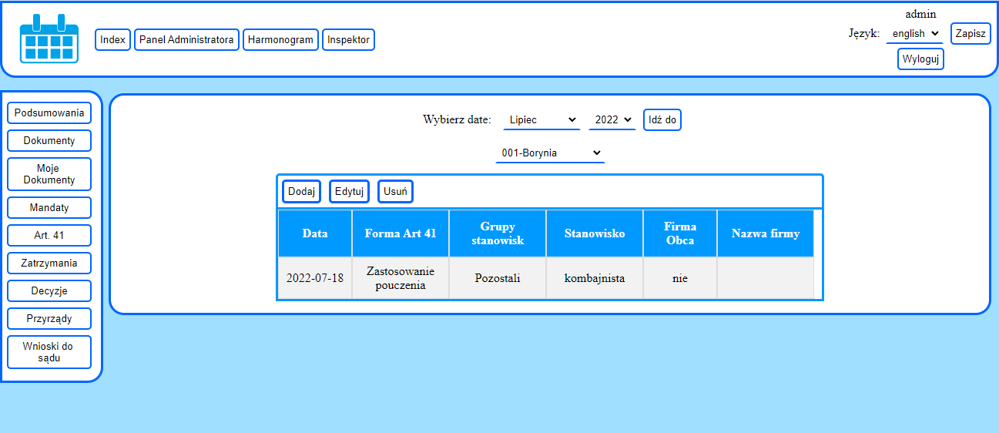 admin
Index Panel Administratora Harmonogram Inspektor
Język: english Zapisz
Wyloguj
Podsumowania
Dokumenty
Moje
Dokumenty
Mandaty
Art. 41
Zatrzymania
Decyzje
Przyrządy
Wnioski do
sądu
Wybierz date: Lipiec 2022 Idź do
001-Borynia
Dodaj Edytuj Usuń
Data Forma Art 41 Grupy stanowisk Stanowisko Firma Obca Nazwa firmy
2022-07-18 Zastosowanie pouczenia Pozostali kombajnista nie